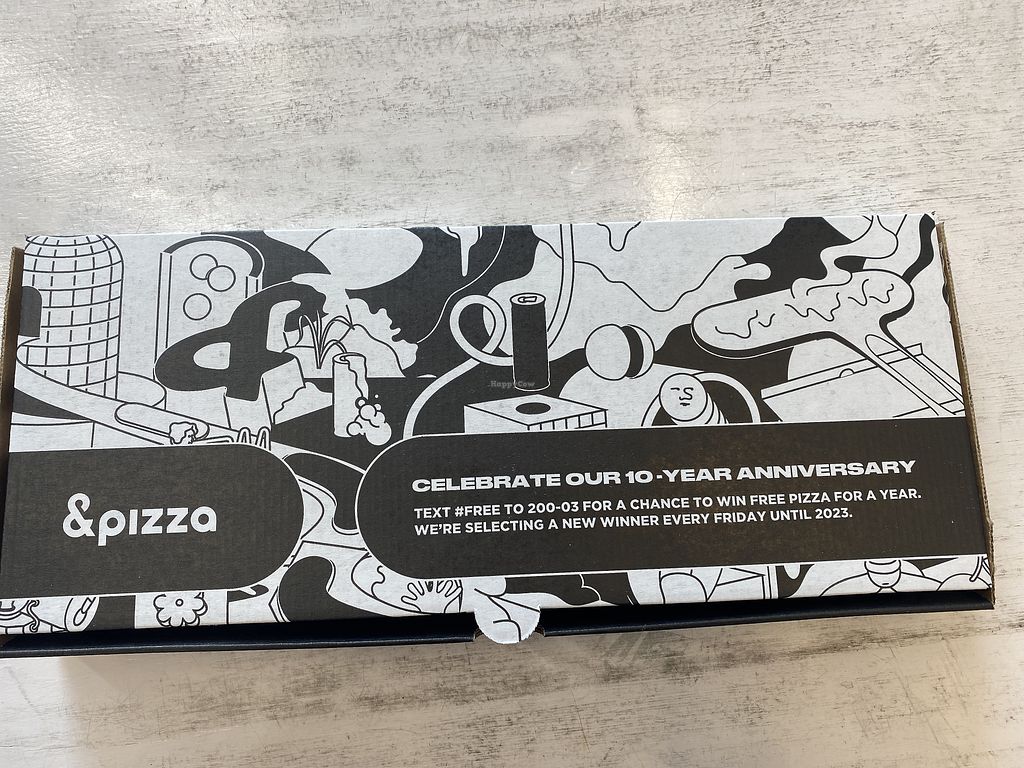 HappyCow
&pizza
CELEBRATE OUR 10-YEAR ANNIVERSARY
TEXT #FREE TO 200-03 FOR A CHANCE TO WIN FREE PIZZA FOR A YEAR.
WE'RE SELECTING A NEW WINNER EVERY FRIDAY UNTIL 2023.